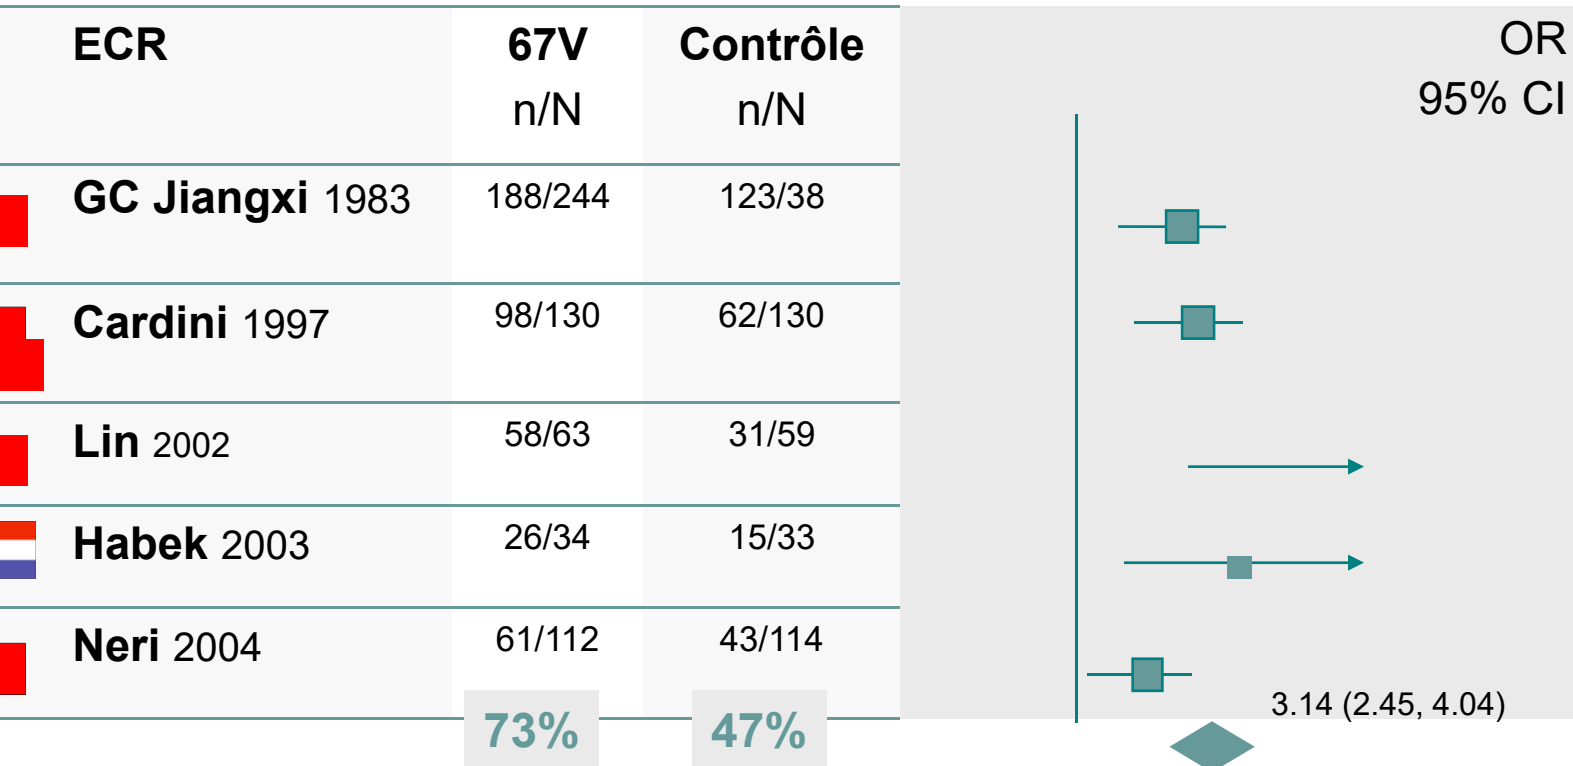 ECR 67V Contrôle OR
n/N n/N 95% CI
GC Jiangxi 1983 188/244 123/38
Cardini 1997 98/130 62/130
Lin 2002 58/63 31/59
Habek 2003 26/34 15/33
Neri 2004 61/112 43/114
3.14 (2.45, 4.04)
73% 47%